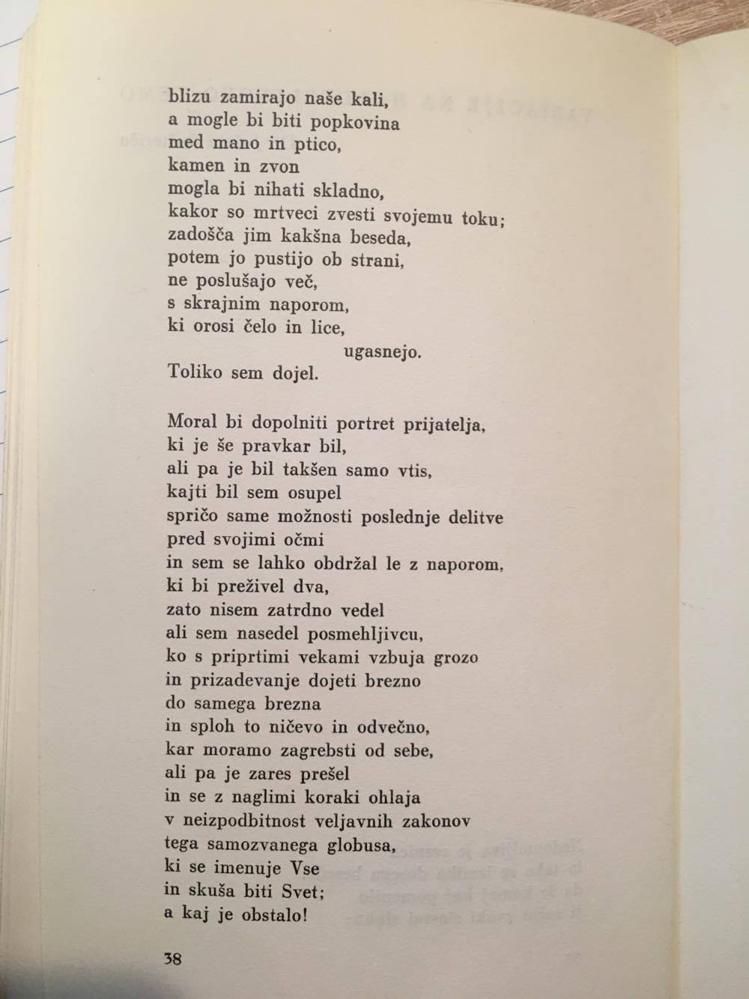 blizu zamirajo naše kali,
a mogle bi biti popkovina
med mano in ptico,
kamen in zvon
mogla bi nihati skladno,
kakor so mrtveci zvesti svojemu toku;
zadošča jim kakšna beseda,
potem jo pustijo ob strani,
ne poslušajo več,
s skrajnim naporom,
ki orosi čelo in lice,
ugasnejo.
Toliko sem dojel.
Moral bi dopolniti portret prijatelja,
ki je še pravkar bil,
ali pa je bil takšen samo vtis,
kajti bil sem osupel
spričo same možnosti poslednje delitve
pred svojimi očmi
in sem se lahko obdržal le z naporom,
ki bi preživel dva,
zato nisem zatrdno vedel
ali sem nasedel posmehljivcu,
ko s priprtimi vekami vzbuja grozo
in prizadevanje dojeti brezno
do samega brezna
in sploh to ničevo in odvečno,
kar moramo zagrebsti od sebe,
ali pa je zares prešel
in se z naglimi koraki ohlaja
v neizpodbitnost veljavnih zakonov
tega samozvanega globusa,
ki se imenuje Vse
in skuša biti Svet;
a kaj je obstalo!
38